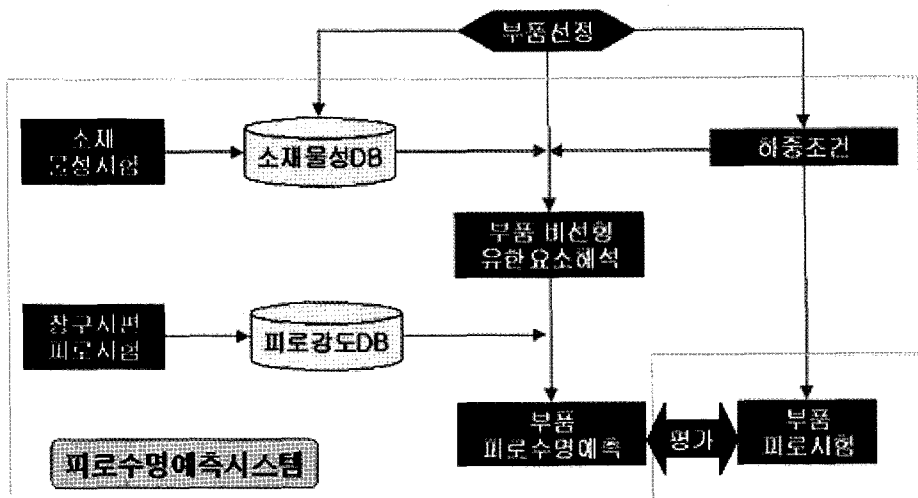 부품선정
소재
물성시험
소재물성DB
하중조건
부품 비선형
유한요소해석
장구시편
피로시험
피로강도DB
부품
피로수명예측
평가
부품
피로시험
피로수명예측시스템